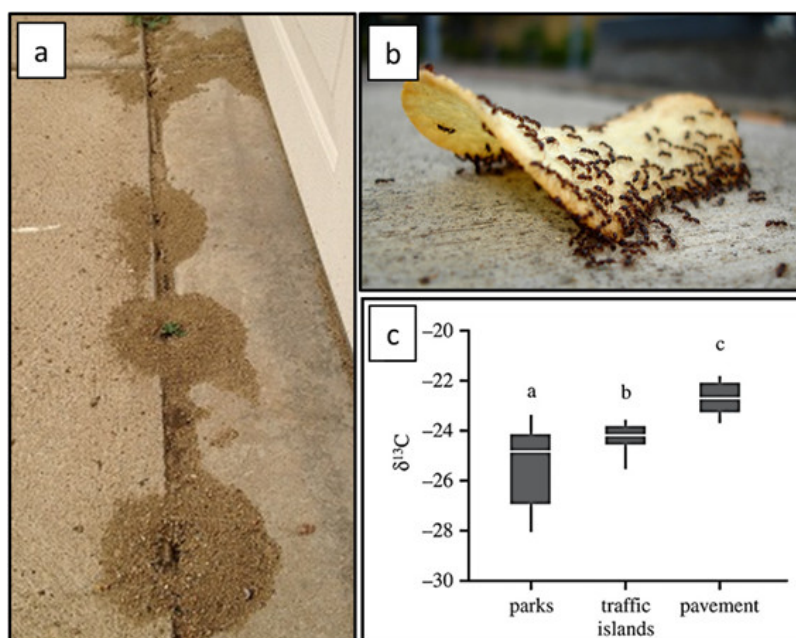 a
b
c
−20
−22
−24
−26
−28
−30
δ13C
a
b
c
parks
traffic
islands
pavement